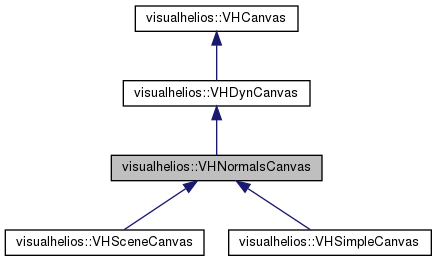 visualhelios::VHCanvas
visualhelios::VHDynCanvas
visualhelios::VHNormalsCanvas
visualhelios::VHSceneCanvas
visualhelios::VHSimpleCanvas